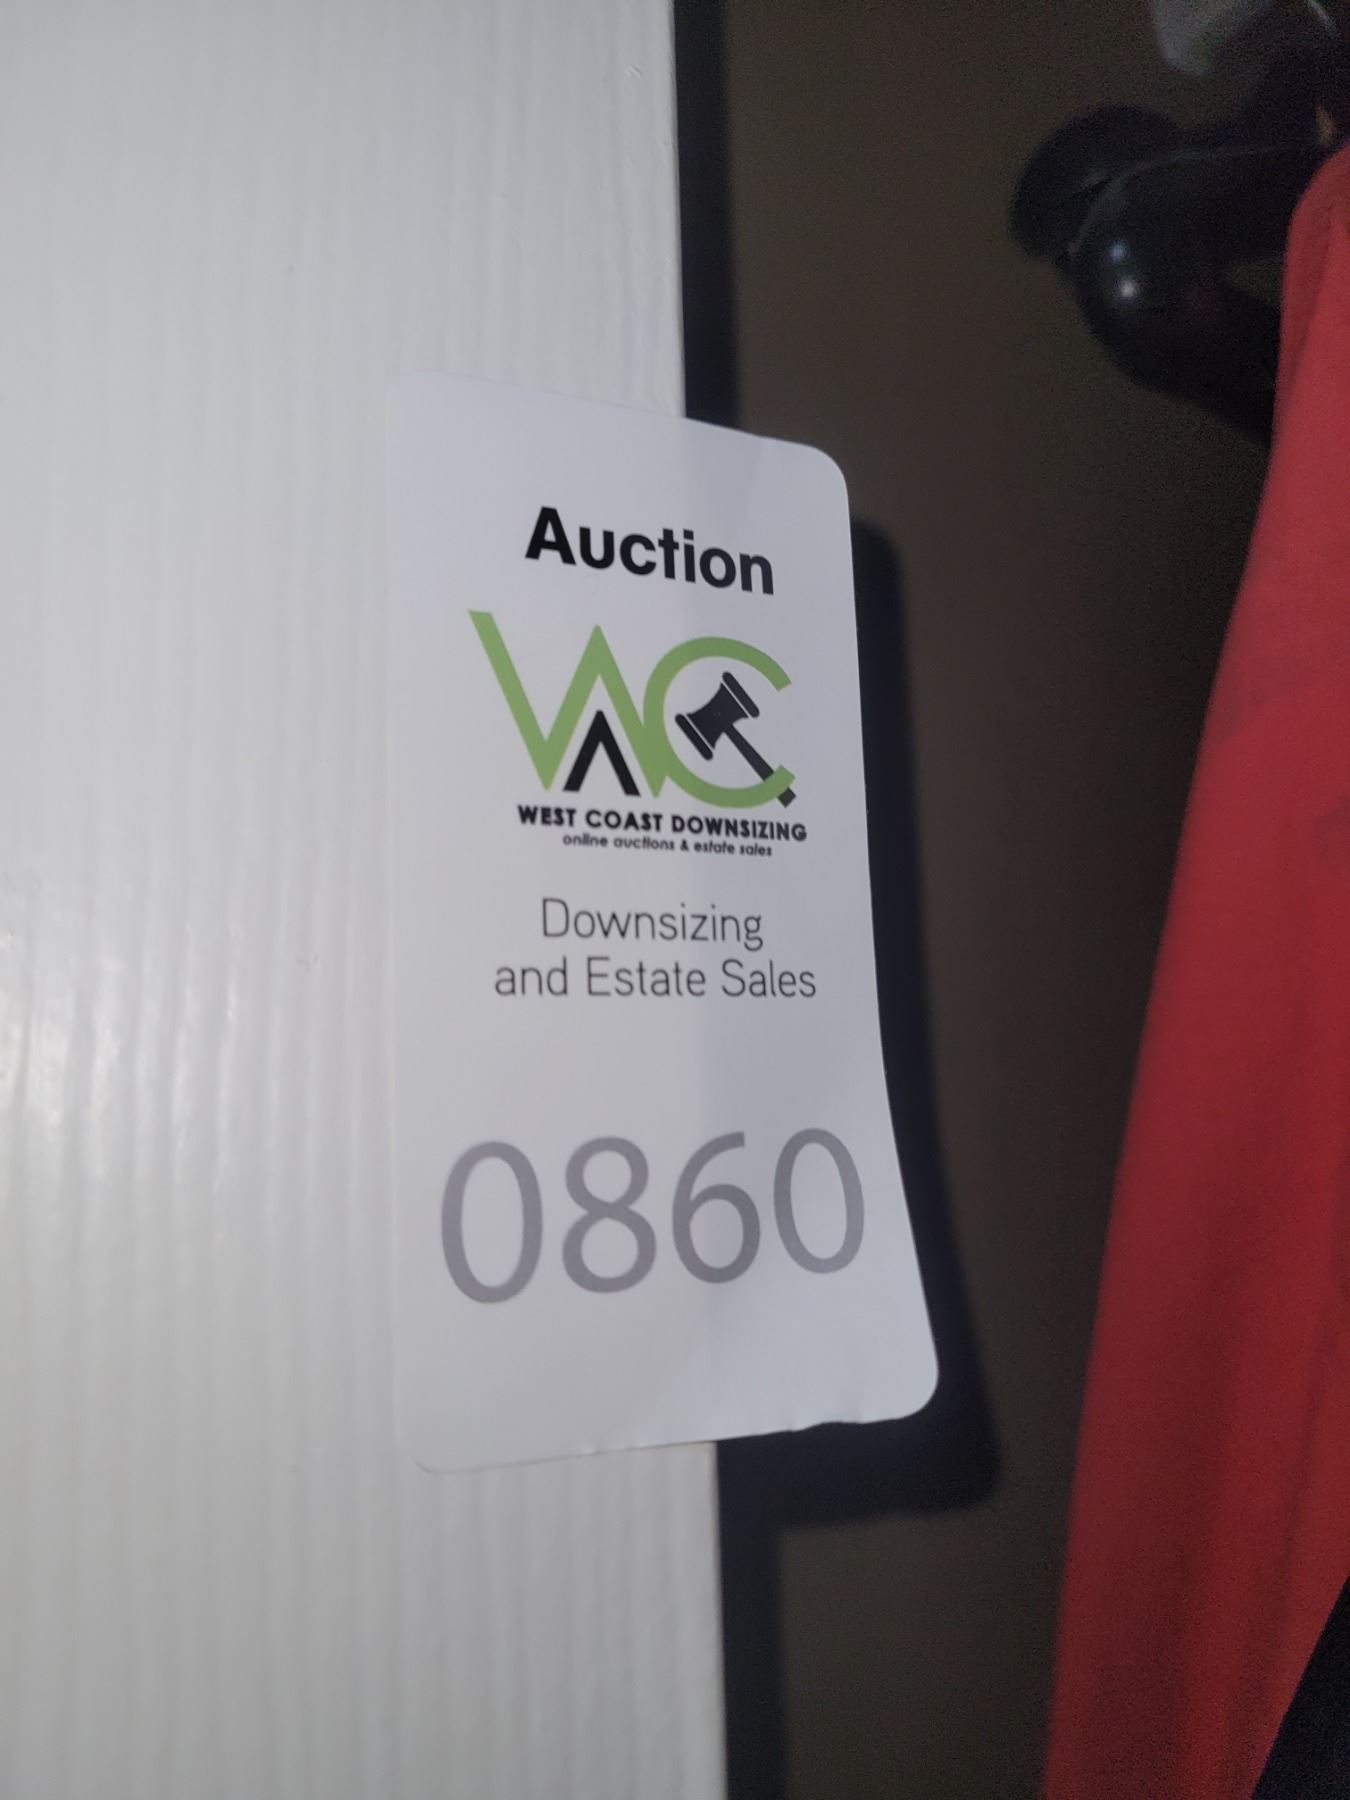 Auction
WC
WEST COAST DOWNSIZING
online auctions & estate sales
Downsizing
and Estate Sales
0860